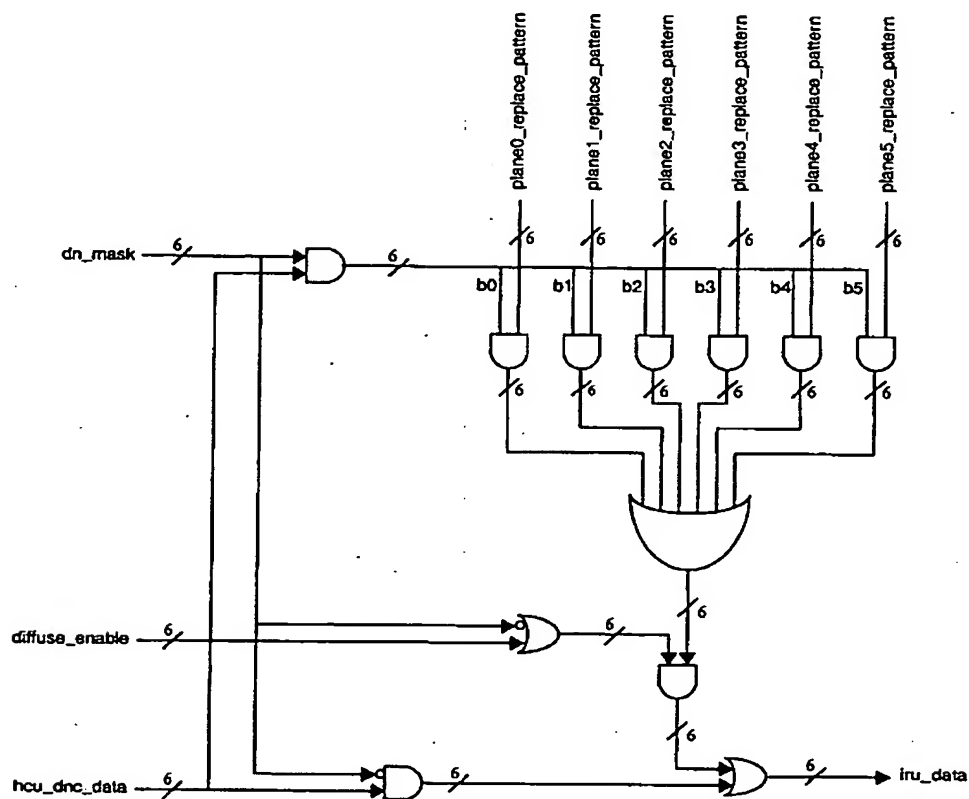 plane0_replace_pattern
plane1_replace_pattern
plane2_replace_pattern
plane3_replace_pattern
plane4_replace_pattern
plane5_replace_pattern
6 6 6 6 6 6
dn_mask 6 6
b0 b1 b2 b3 b4 b5
6 6 6 6 6 6
6
diffuse_enable 6 6
6
hcu_dnc_data 6 6 6 iru_data